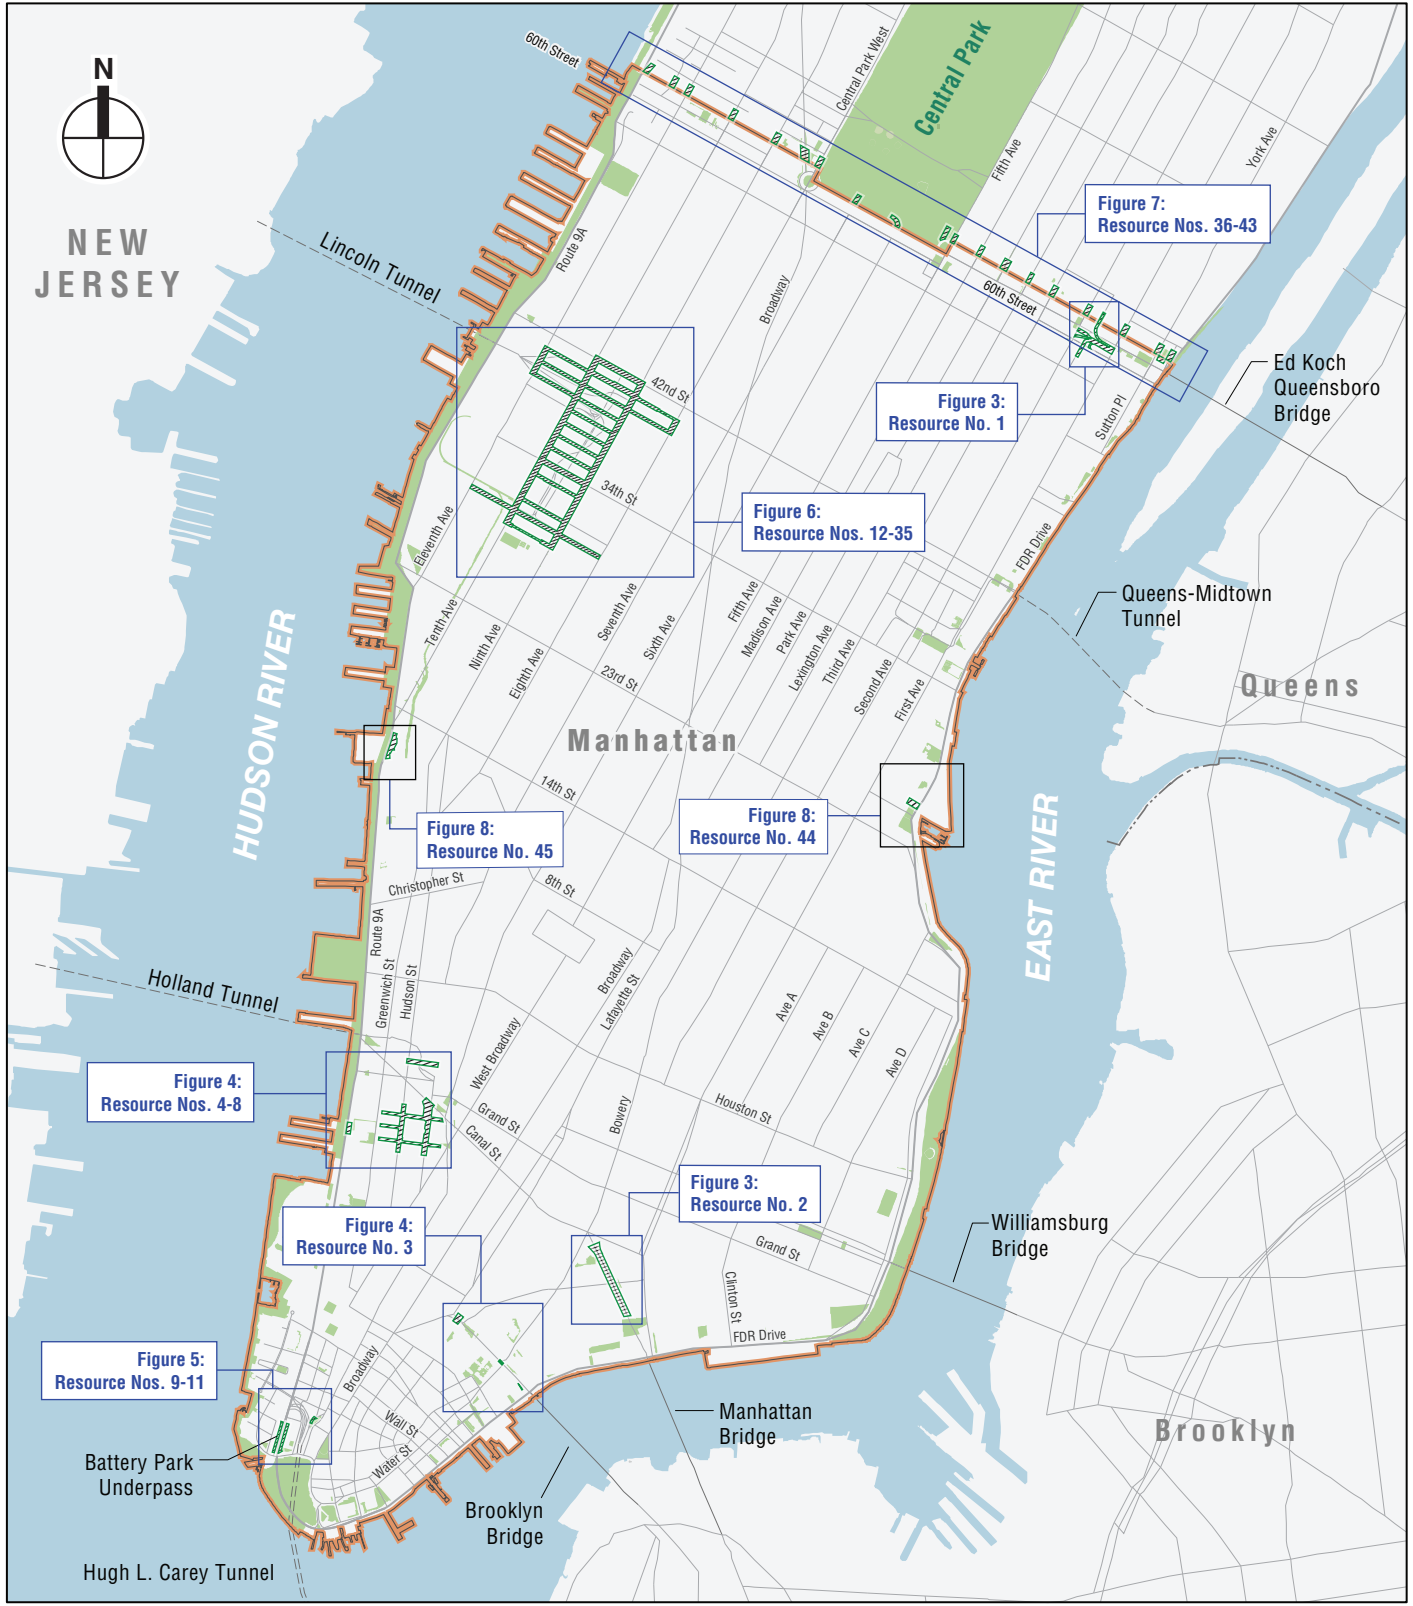 60th Street
N
NEW
JERSEY
Lincoln Tunnel
Route 9A
Central Park West
Central Park
Fifth Ave
York Ave
Figure 7:
Resource Nos. 36-43
Broadway
60th Street
Ed Koch
Queensboro
Bridge
42nd St
Figure 3:
Resource No. 1
Sutton Pl
34th St
Figure 6:
Resource Nos. 12-35
Eleventh Ave
FDR Drive
Queens-Midtown
Tunnel
Tenth Ave
Ninth Ave
Eighth Ave
Seventh Ave
Sixth Ave
23rd St
Fifth Ave
Madison Ave
Park Ave
Lexington Ave
Third Ave
Second Ave
First Ave
Queens
HUDSON RIVER
Manhattan
14th St
Figure 8:
Resource No. 45
Figure 8:
Resource No. 44
EAST RIVER
Christopher St
8th St
Route 9A
Greenwich St
Hudson St
Holland Tunnel
Broadway
Lafayette St
West Broadway
Ave A
Ave B
Ave C
Ave D
Figure 4:
Resource Nos. 4-8
Grand St
Canal St
Bowery
Houston St
Figure 3:
Resource No. 2
Figure 4:
Resource No. 3
Grand St
Williamsburg
Bridge
Clinton St
FDR Drive
Figure 5:
Resource Nos. 9-11
Broadway
Wall St
Water St
Manhattan
Bridge
Brooklyn
Battery Park
Underpass
Brooklyn
Bridge
Hugh L. Carey Tunnel